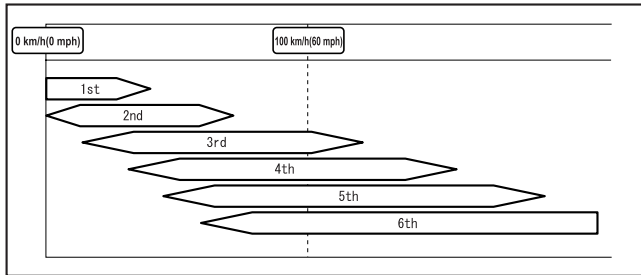 0 km/h(0 mph)
100 km/h(60 mph)
1st
2nd
3rd
4th
5th
6th